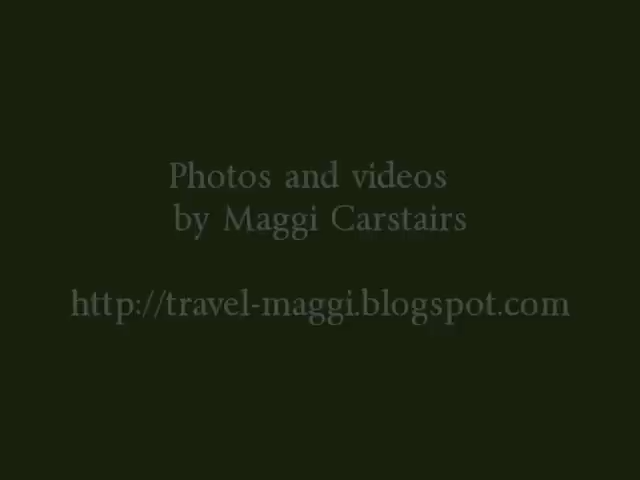 Photos and videos
by Maggi Carstairs
http://travel-maggi.blogspot.com